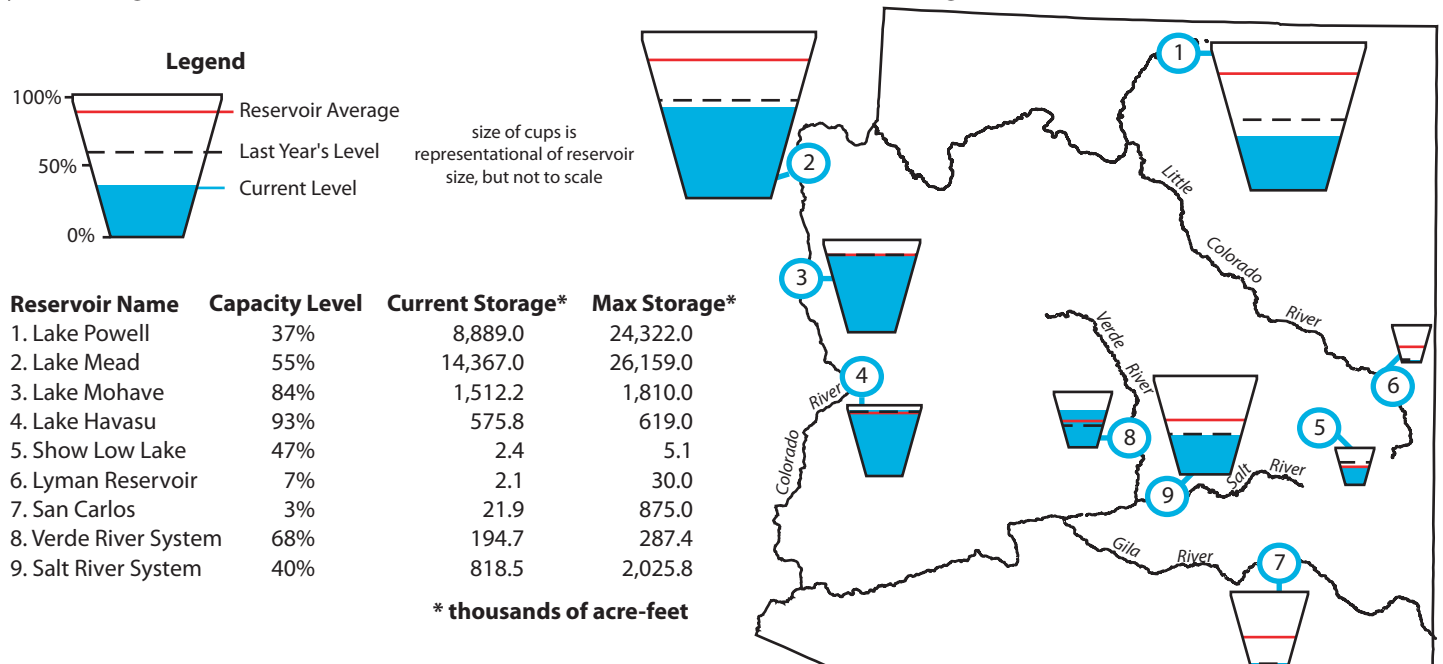 Legend
100%
50%
0%
Reservoir Average
Last Year's Level
Current Level
size of cups is
representational of reservoir
size, but not to scale
Reservoir Name Capacity Level Current Storage* Max Storage*
1. Lake Powell 37% 8,889.0 24,322.0
2. Lake Mead 55% 14,367.0 26,159.0
3. Lake Mohave 84% 1,512.2 1,810.0
4. Lake Havasu 93% 575.8 619.0
5. Show Low Lake 47% 2.4 5.1
6. Lyman Reservoir 7% 2.1 30.0
7. San Carlos 3% 21.9 875.0
8. Verde River System 68% 194.7 287.4
9. Salt River System 40% 818.5 2,025.8
* thousands of acre-feet
1
2
3
4
5
6
7
8
9
Little
Colorado
River
Verde
River
Colorado
River
Salt
River
Gila
River